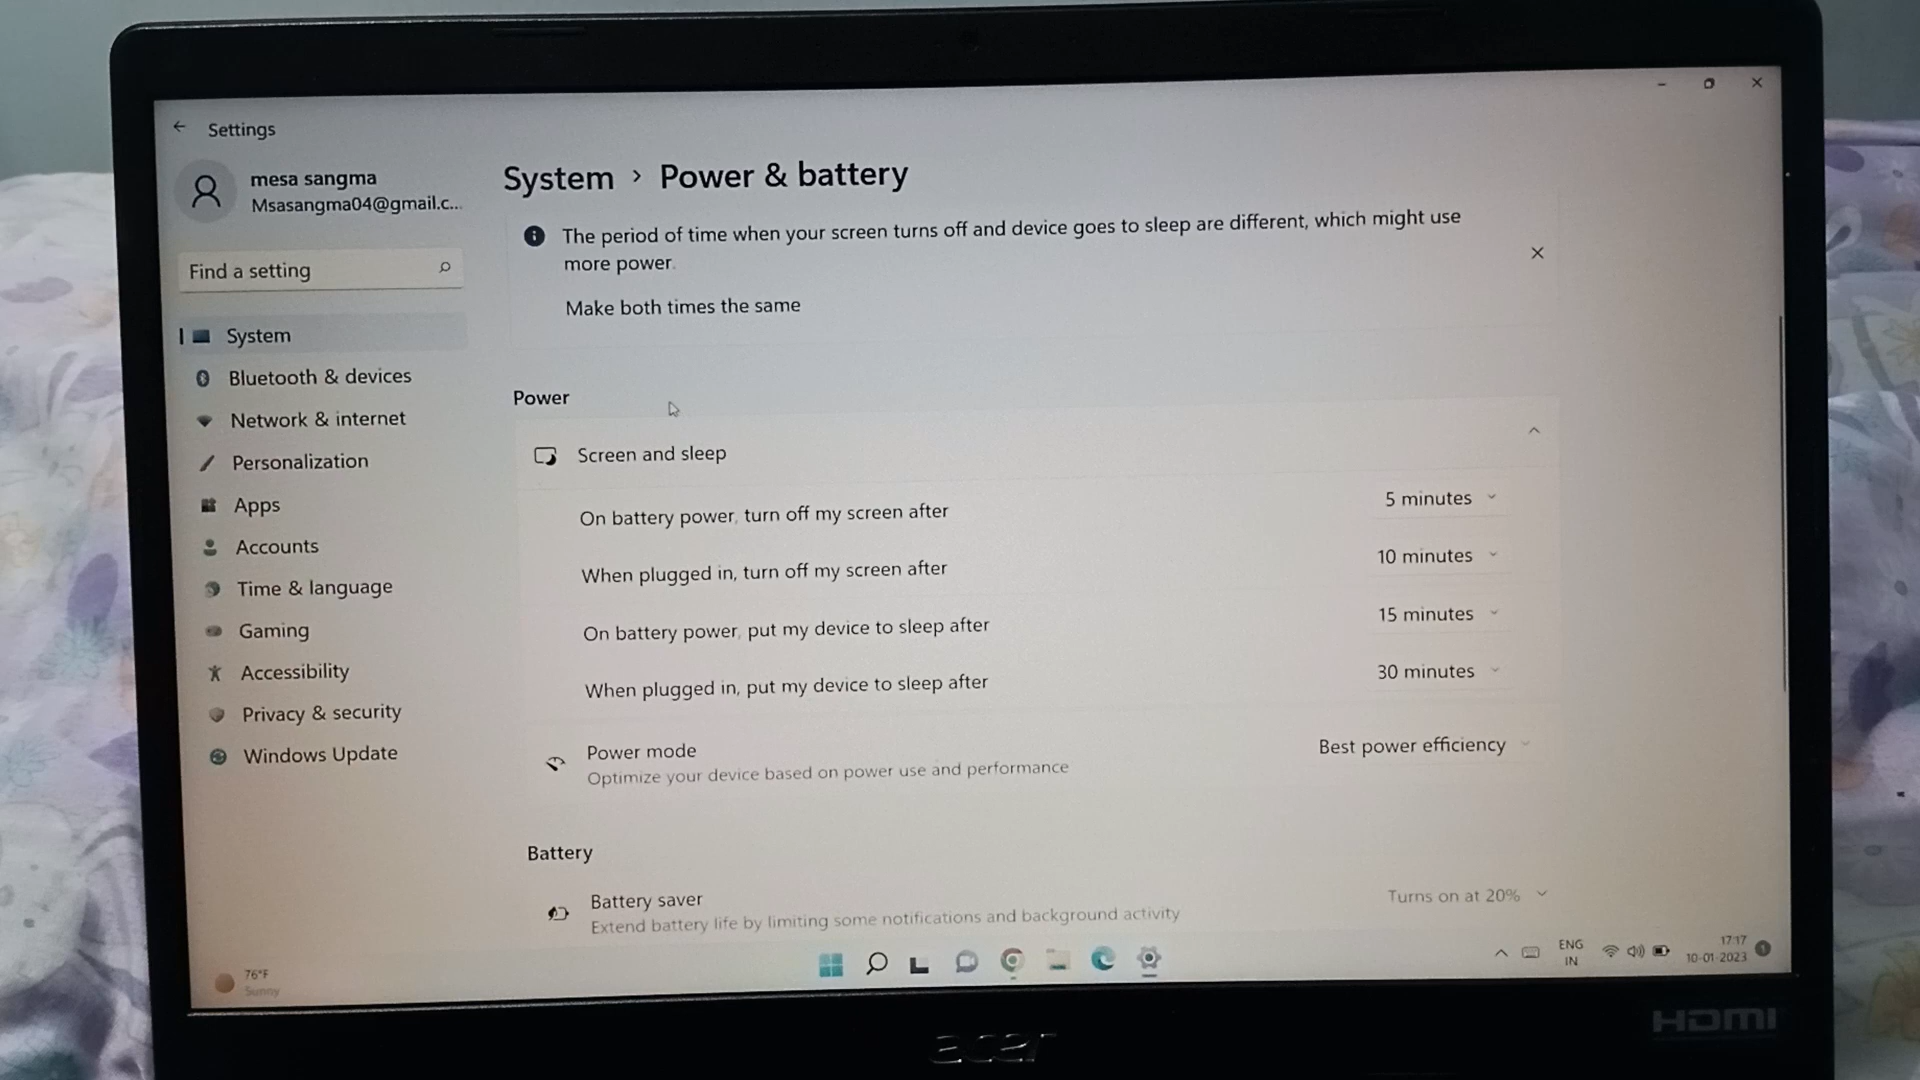 Settings
mesa sangma
Msasangma04@gmail.c...
Find a setting
System
Bluetooth & devices
Network & internet
Personalization
Apps
Accounts
Time & language
Gaming
Accessibility
Privacy & security
Windows Update
System > Power & battery
The period of time when your screen turns off and device goes to sleep are different, which might use
more power.
Make both times the same
Power
Screen and sleep
On battery power, turn off my screen after 5 minutes
When plugged in, turn off my screen after 10 minutes
On battery power, put my device to sleep after 15 minutes
When plugged in, put my device to sleep after 30 minutes
Power mode Best power efficiency
Optimize your device based on power use and performance
Battery
Battery saver Turns on at 20%
Extend battery life by limiting some notifications and background activity
76°F
Sunny
ENG
IN
17:17
10-01-2023
1
acer
HDMI